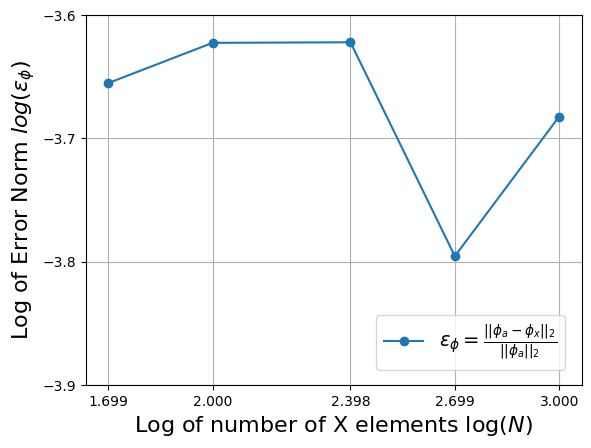 −3.6
−3.7
−3.8
−3.9
Log of Error Norm log(ε_ϕ)
ε_ϕ = ||ϕ_a − ϕ_x||_2 / ||ϕ_a||_2
1.699 2.000 2.398 2.699 3.000
Log of number of X elements log(N)